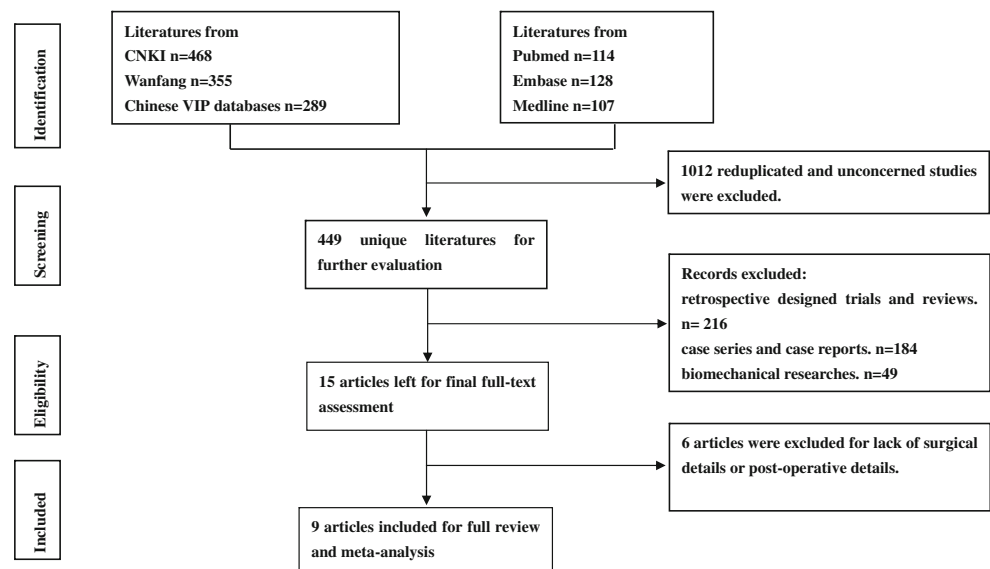 Identification
Literatures from
CNKI n=468
Wanfang n=355
Chinese VIP databases n=289
Literatures from
Pubmed n=114
Embase n=128
Medline n=107
1012 reduplicated and unconcerned studies
were excluded.
Screening
449 unique literatures for
further evaluation
Records excluded:
retrospective designed trials and reviews.
n= 216
case series and case reports. n=184
biomechanical researches. n=49
Eligibility
15 articles left for final full-text
assessment
6 articles were excluded for lack of surgical
details or post-operative details.
Included
9 articles included for full review
and meta-analysis